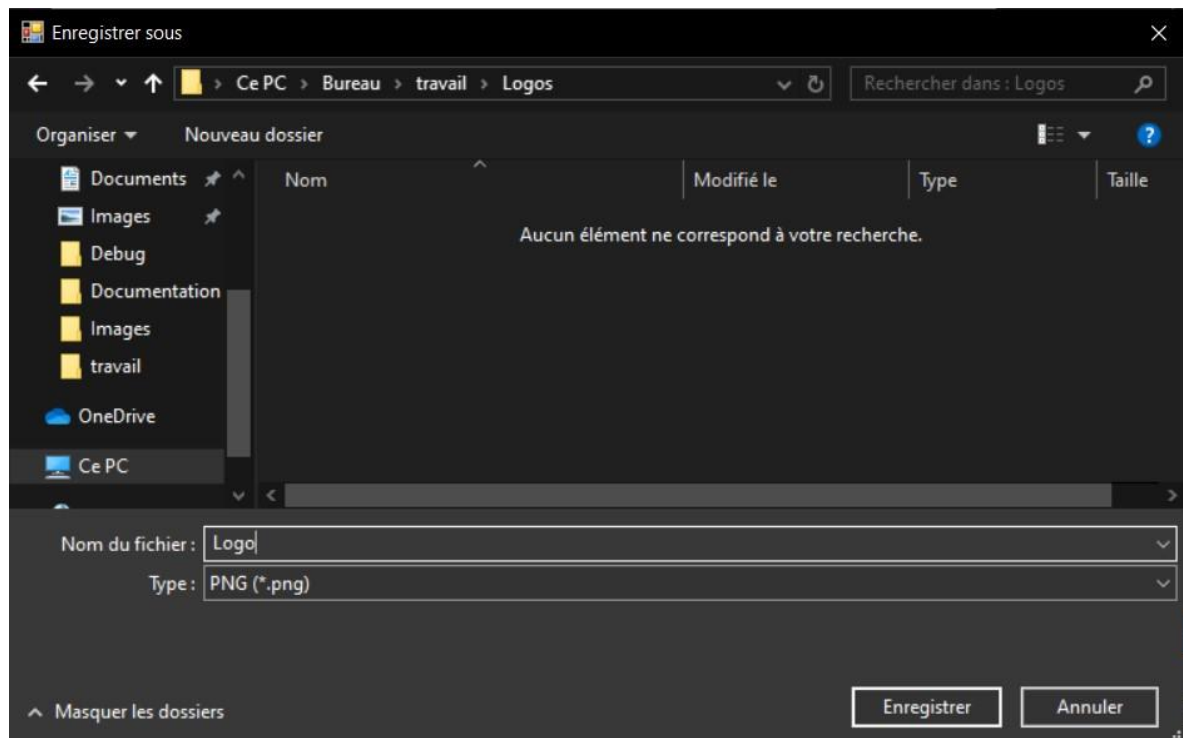 Enregistrer sous
Ce PC > Bureau > travail > Logos
Rechercher dans : Logos
Organiser
Nouveau dossier
?
Documents
Images
Debug
Documentation
Images
travail
OneDrive
Ce PC
Nom
Modifié le
Type
Taille
Aucun élément ne correspond à votre recherche.
Nom du fichier : Logo
Type : PNG (*.png)
Masquer les dossiers
Enregistrer
Annuler